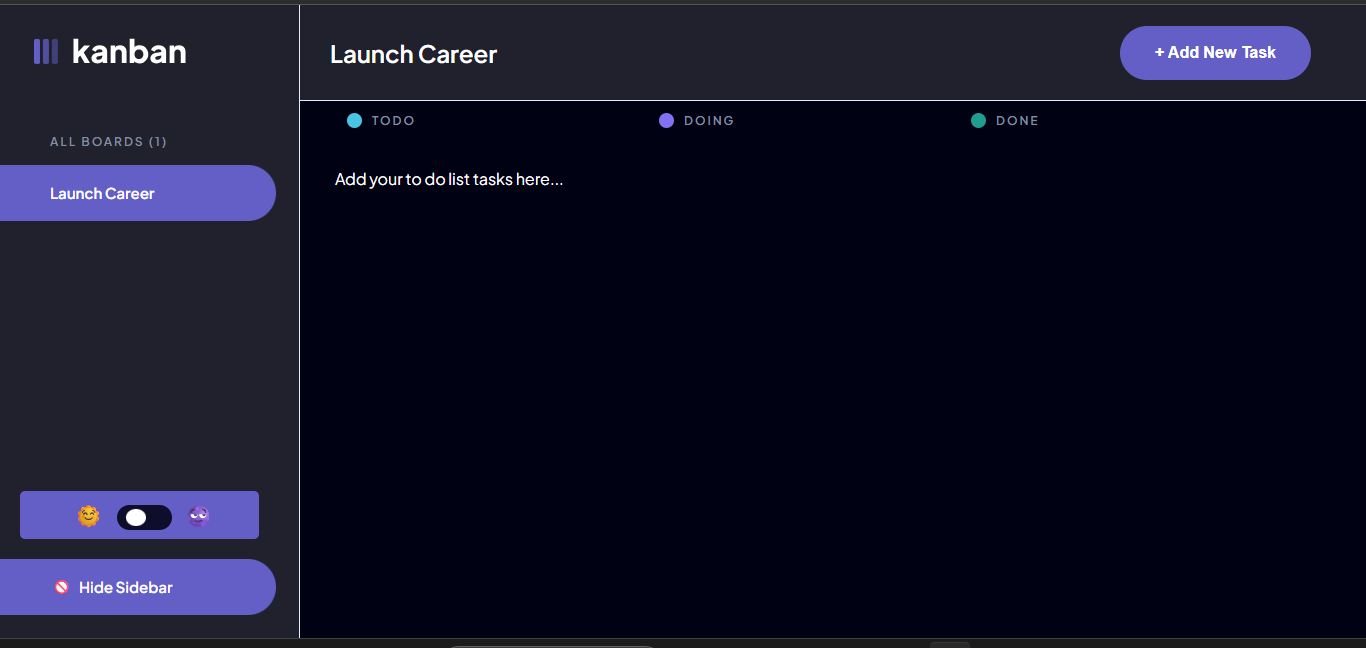 kanban
Launch Career
+ Add New Task
ALL BOARDS (1)
Launch Career
TODO
DOING
DONE
Add your to do list tasks here...
Hide Sidebar